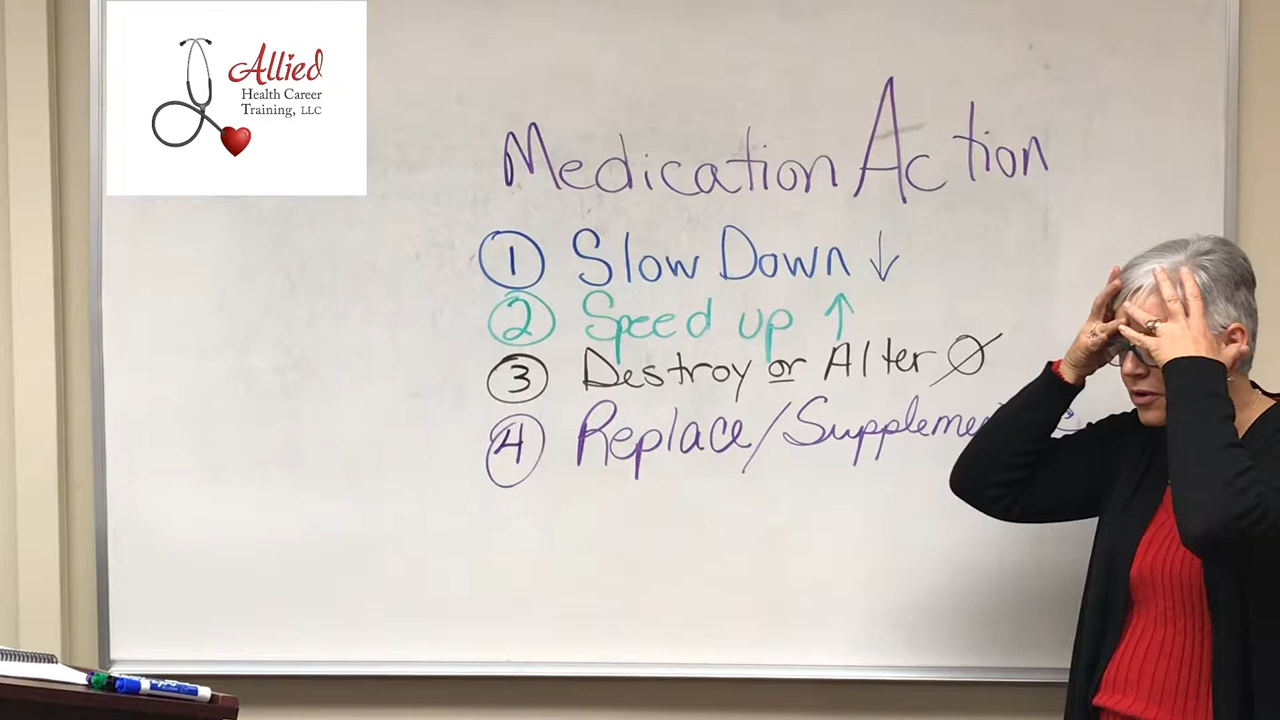 Allied
Health Career
Training, LLC
Medication Action
1 Slow Down ↓
2 Speed up ↑
3 Destroy or Alter ∅
4 Replace/Suppleme